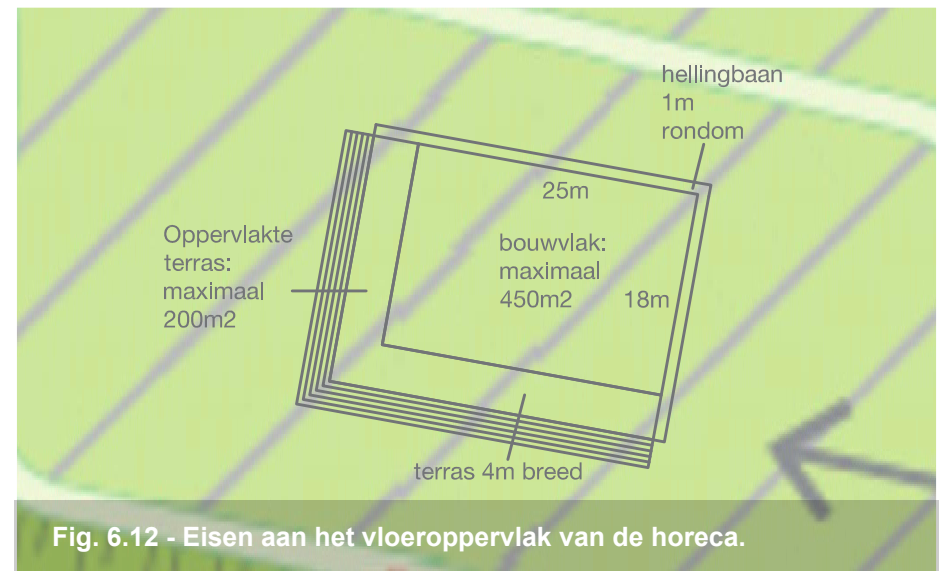 hellingbaan
1m
rondom
25m
Oppervlakte
terras:
maximaal
200m2
bouwvlak:
maximaal
450m2
18m
terras 4m breed
Fig. 6.12 - Eisen aan het vloeroppervlak van de horeca.